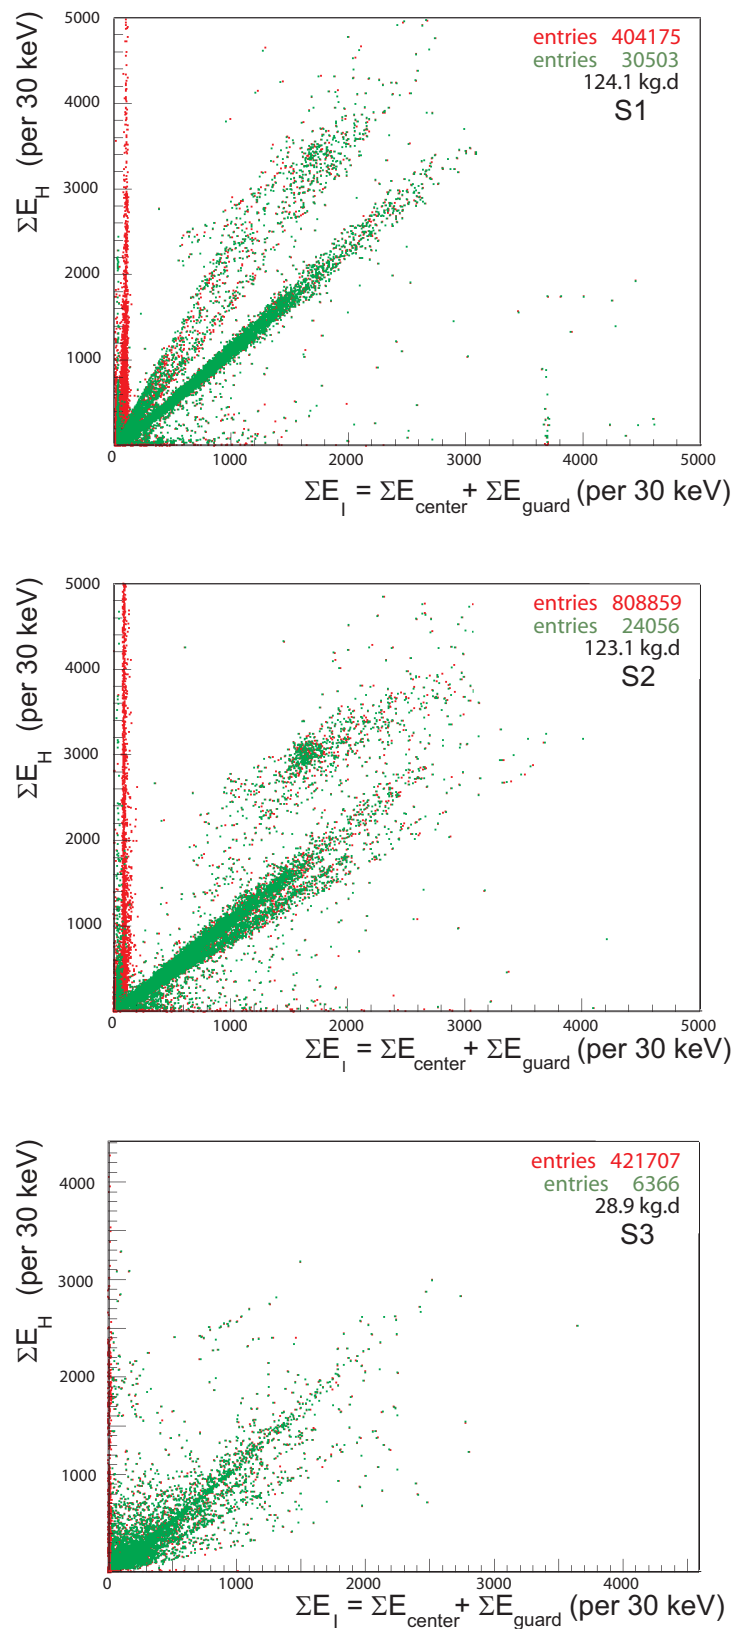 5000
4000
3000
2000
1000
ΣE_H (per 30 keV)
entries 404175
entries 30503
124.1 kg.d
S1
0 1000 2000 3000 4000 5000
ΣE_I = ΣE_center + ΣE_guard (per 30 keV)
5000
4000
3000
2000
1000
ΣE_H (per 30 keV)
entries 808859
entries 24056
123.1 kg.d
S2
0 1000 2000 3000 4000 5000
ΣE_I = ΣE_center + ΣE_guard (per 30 keV)
4000
3000
2000
1000
ΣE_H (per 30 keV)
entries 421707
entries 6366
28.9 kg.d
S3
0 1000 2000 3000 4000
ΣE_I = ΣE_center + ΣE_guard (per 30 keV)